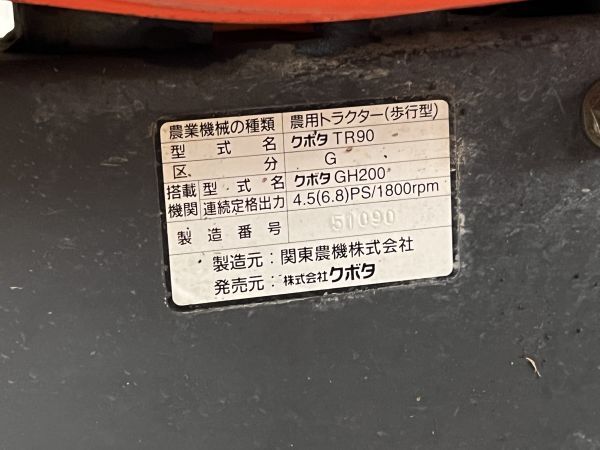 農業機械の種類 農用トラクター(歩行型)
型式名 クボタ TR90
区分 G
搭載機関 型式名 クボタ GH200
連続定格出力 4.5(6.8)PS/1800rpm
製造番号 51090
製造元：関東農機株式会社
発売元：株式会社クボタ